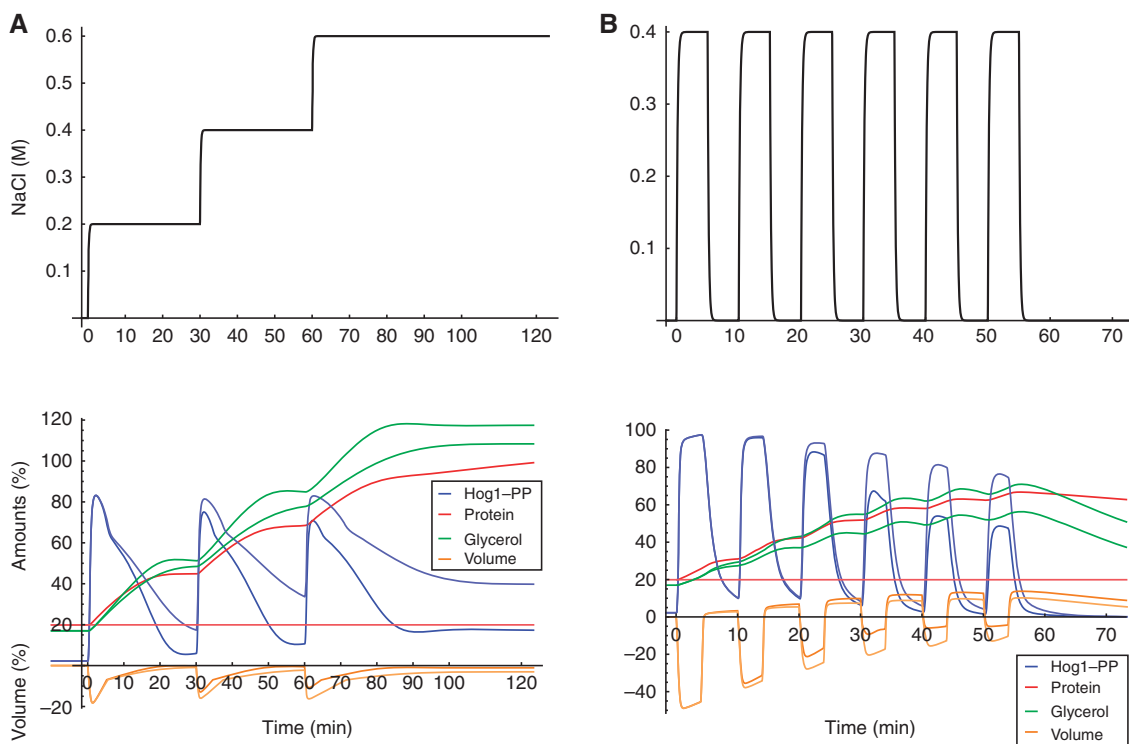 A
0.6
0.5
0.4
0.3
0.2
0.1
NaCl (M)
0 10 20 30 40 50 60 70 80 90 100 120
B
0.4
0.3
0.2
0.1
0 10 20 30 40 50 60 70
120
100
80
60
40
20
0 10 20 30 40 50 60 70 80 90 100 120
–20
Amounts (%)
Volume (%)
Time (min)
Hog1–PP
Protein
Glycerol
Volume
100
80
60
40
20
0
0 10 20 30 40 50 60 70
–20
–40
Time (min)
Hog1–PP
Protein
Glycerol
Volume